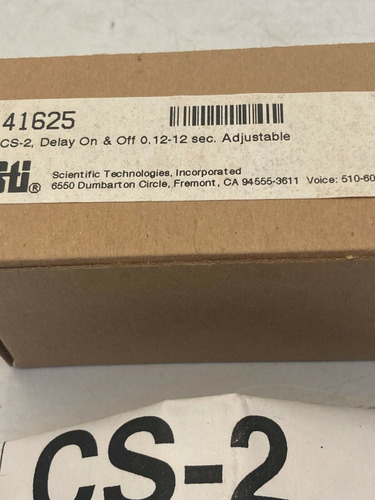 41625
CS-2, Delay On & Off 0.12-12 sec. Adjustable
sti®
Scientific Technologies, Incorporated
6550 Dumbarton Circle, Fremont, CA 94555-3611 Voice: 510-60
CS-2